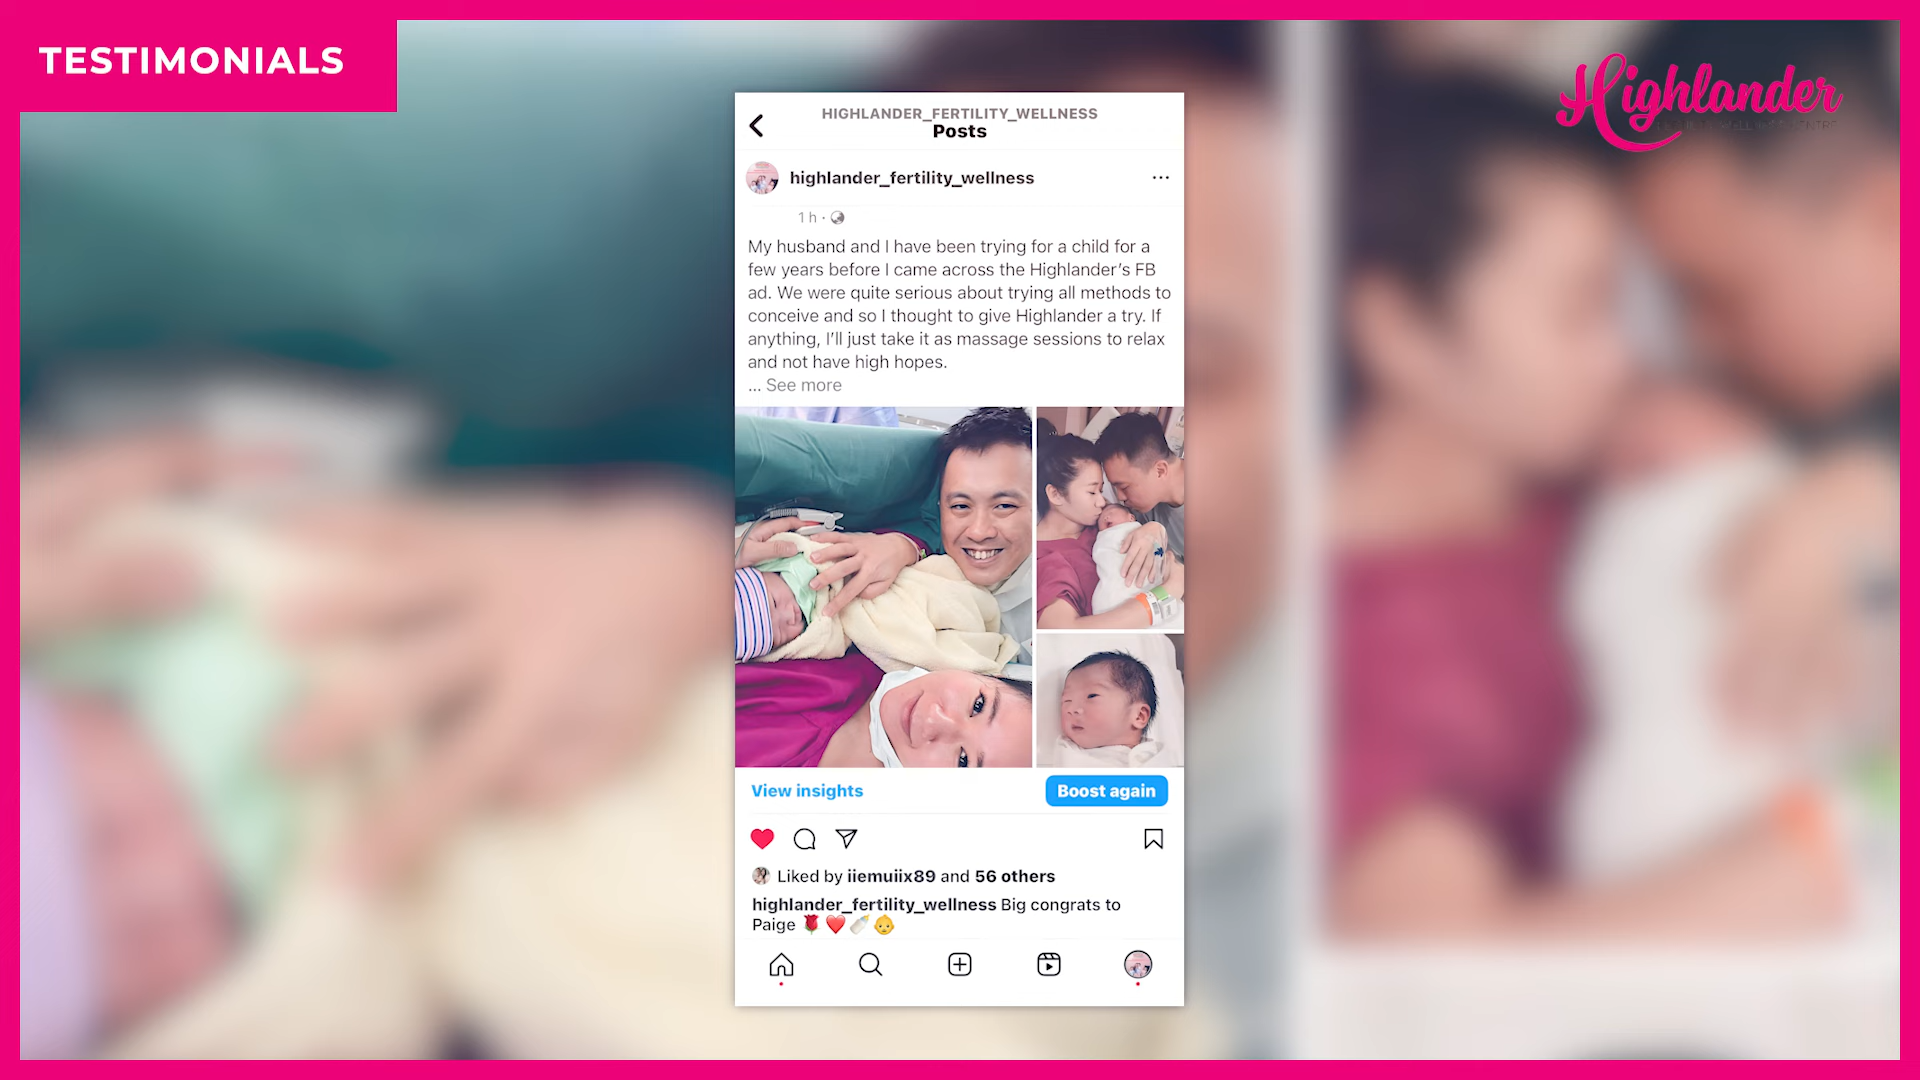 TESTIMONIALS
Highlander
HIGHLANDER_FERTILITY_WELLNESS
Posts
highlander_fertility_wellness
1 h ·
My husband and I have been trying for a child for a
few years before I came across the Highlander’s FB
ad. We were quite serious about trying all methods to
conceive and so I thought to give Highlander a try. If
anything, I’ll just take it as massage sessions to relax
and not have high hopes.
... See more
View insights
Boost again
Liked by iiemuiix89 and 56 others
highlander_fertility_wellness Big congrats to
Paige 🌹❤️🍼👶